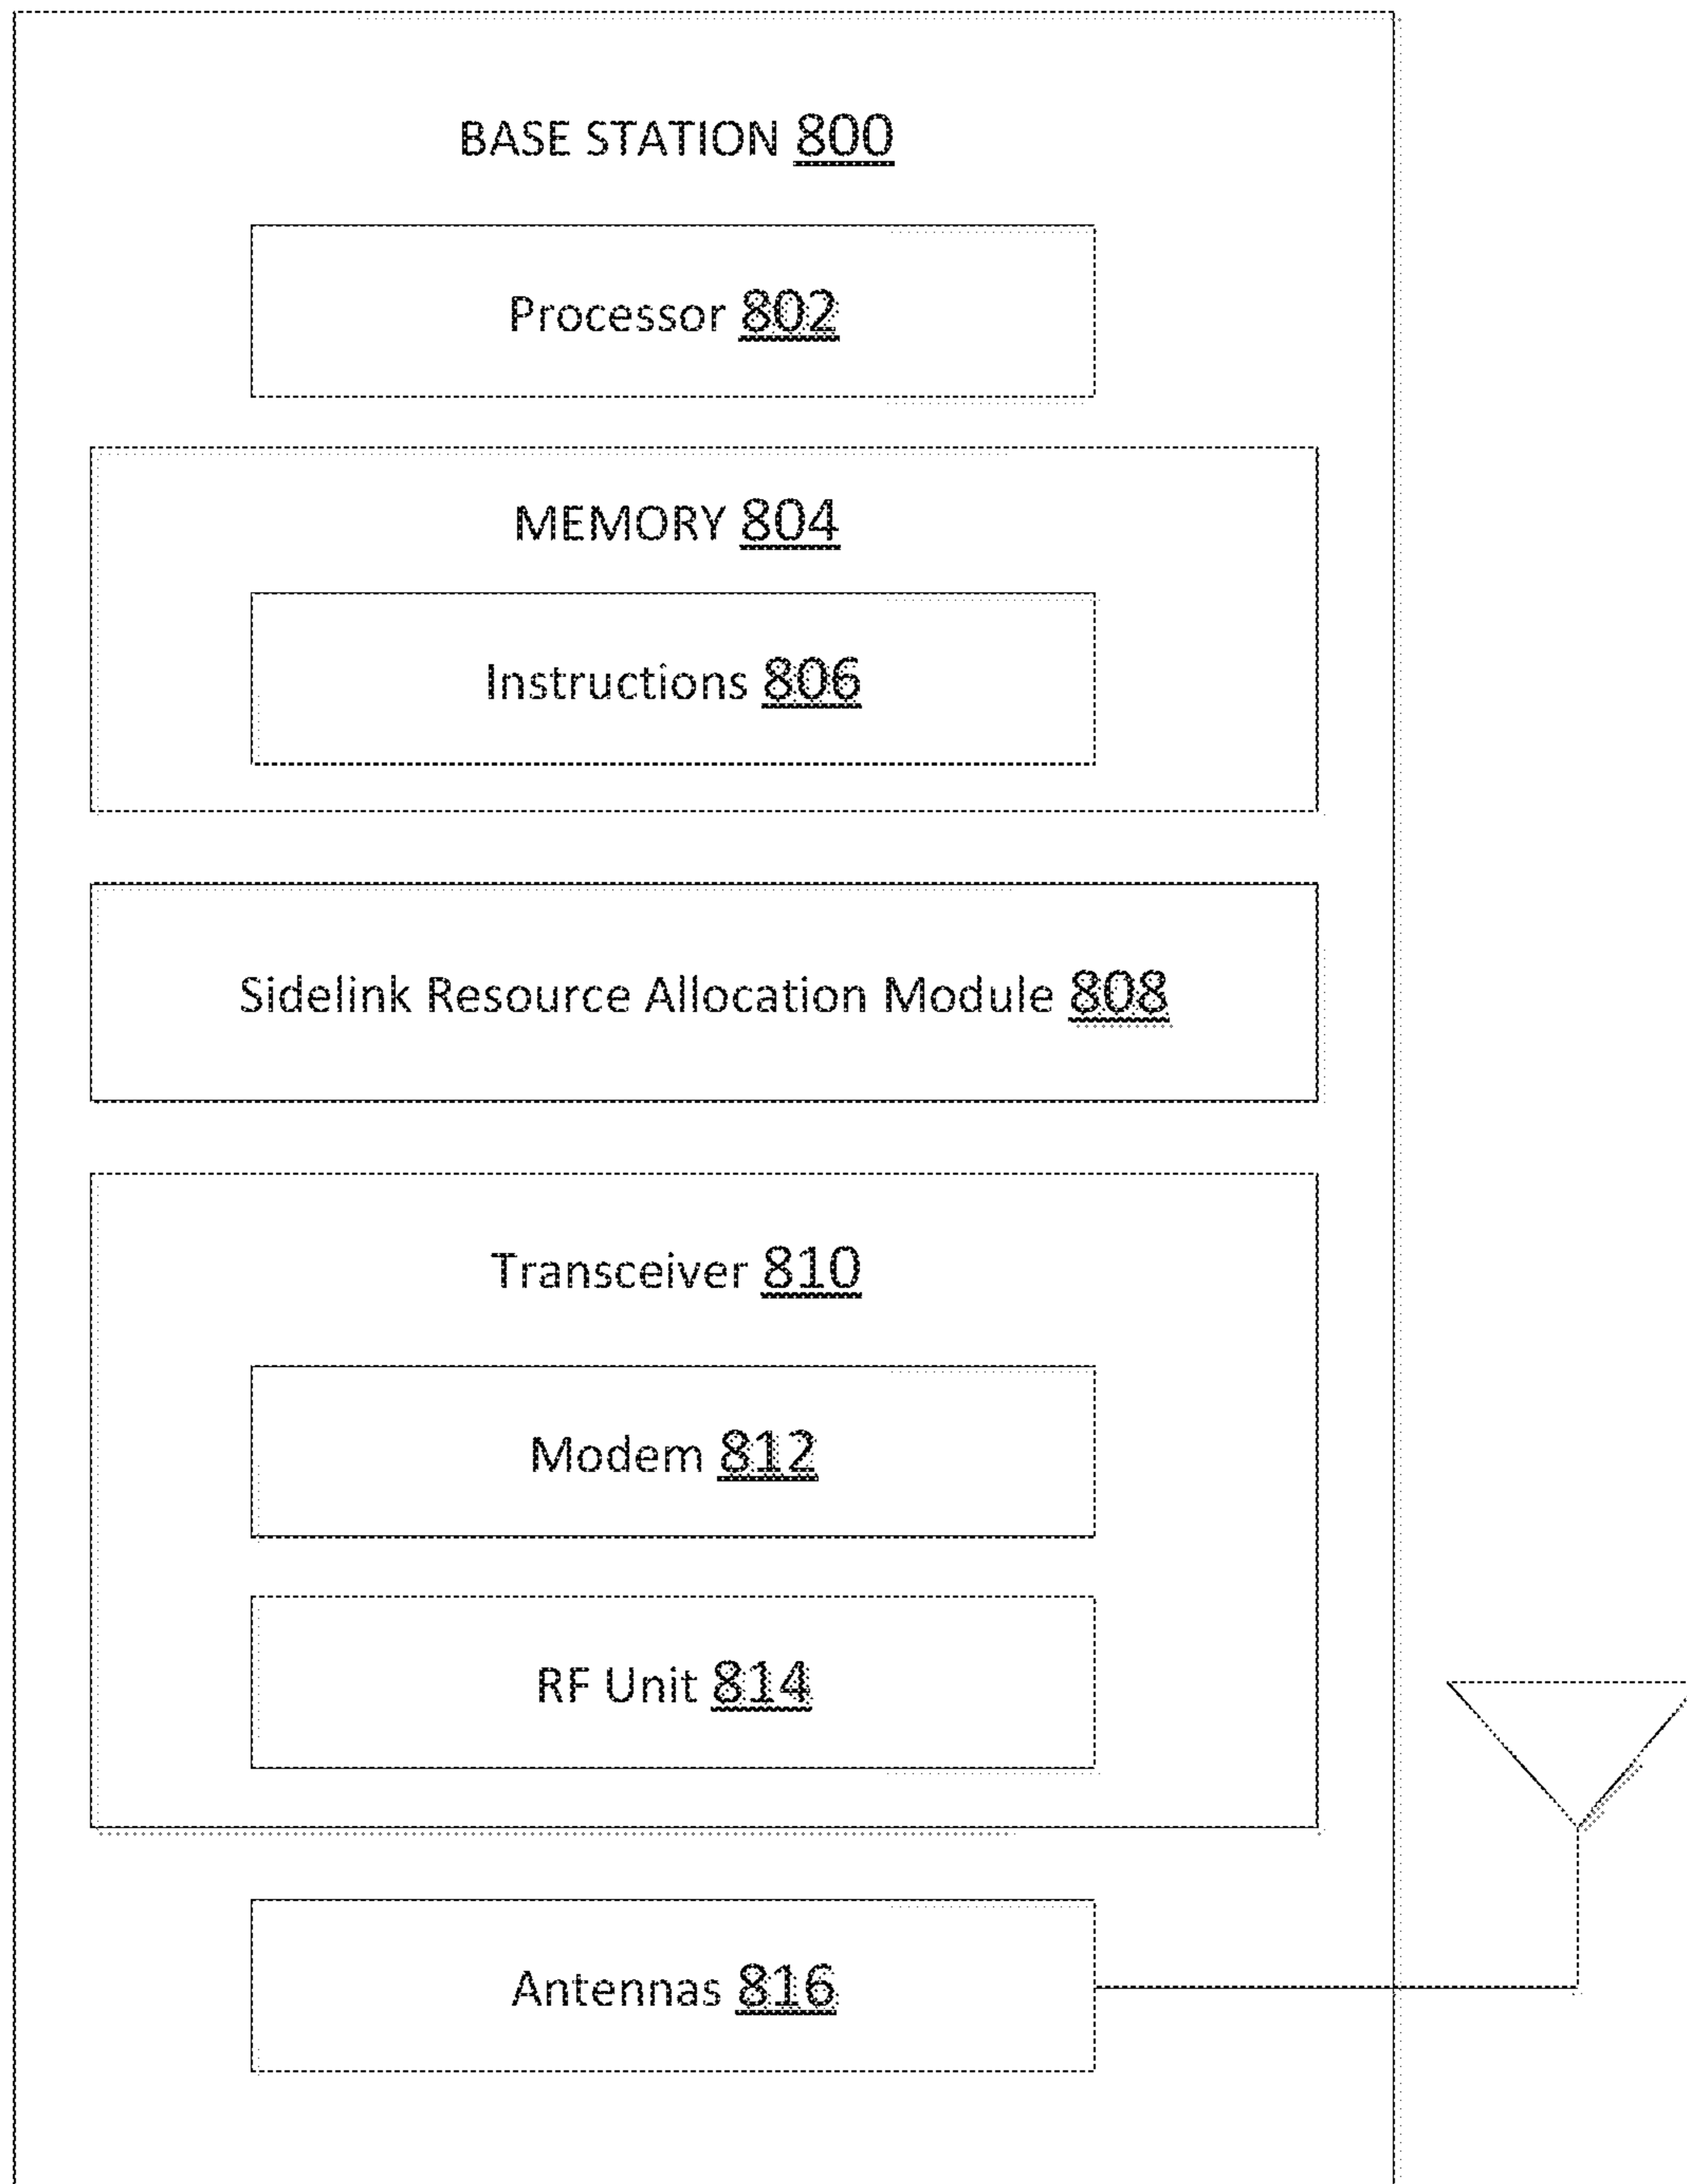 BASE STATION 800
Processor 802
MEMORY 804
Instructions 806
Sidelink Resource Allocation Module 808
Transceiver 810
Modem 812
RF Unit 814
Antennas 816